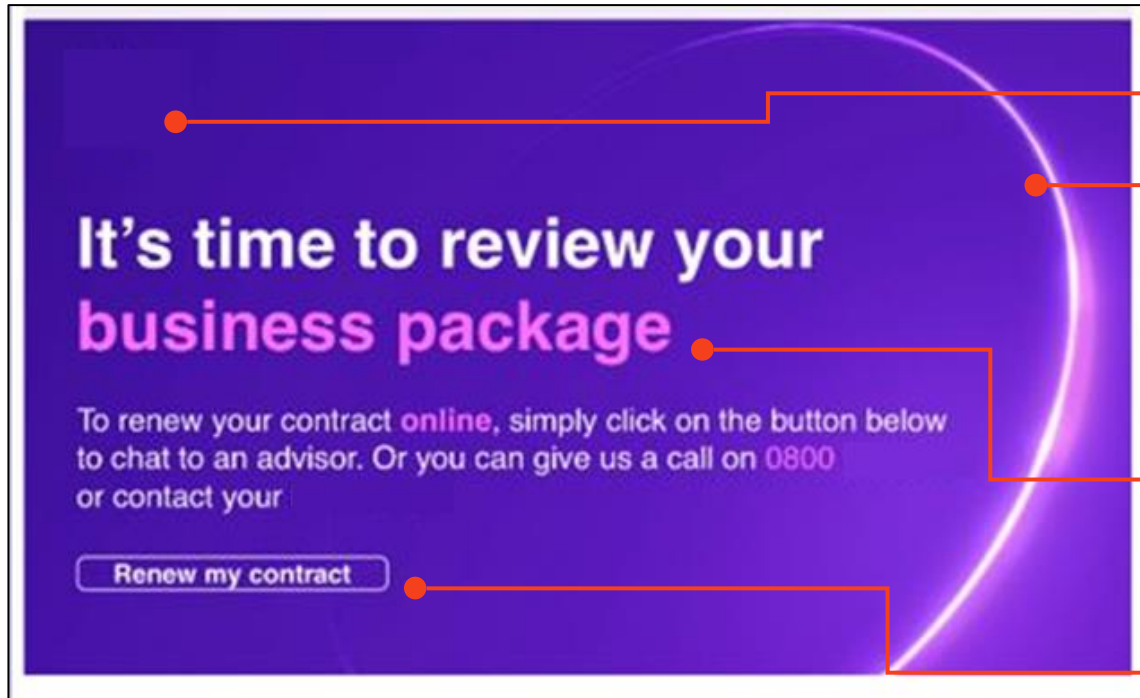 It’s time to review your
business package
To renew your contract online, simply click on the button below
to chat to an advisor. Or you can give us a call on 0800
or contact your
Renew my contract